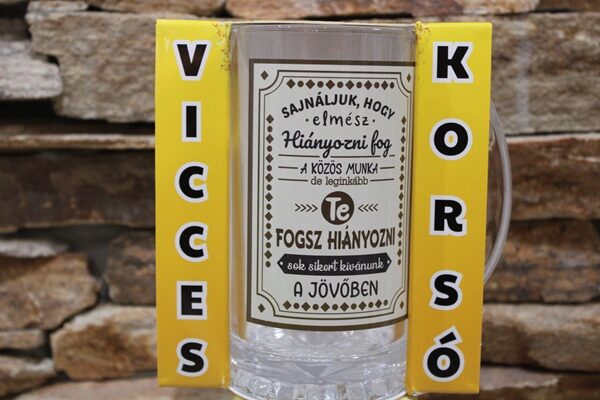 VICCES
SAJNÁLJUK, HOGY
elmész
Hiányozni fog
A KÖZÖS MUNKA
de leginkább
Te
FOGSZ HIÁNYOZNI
sok sikert kívánunk
A JÖVŐBEN
KORSÓ